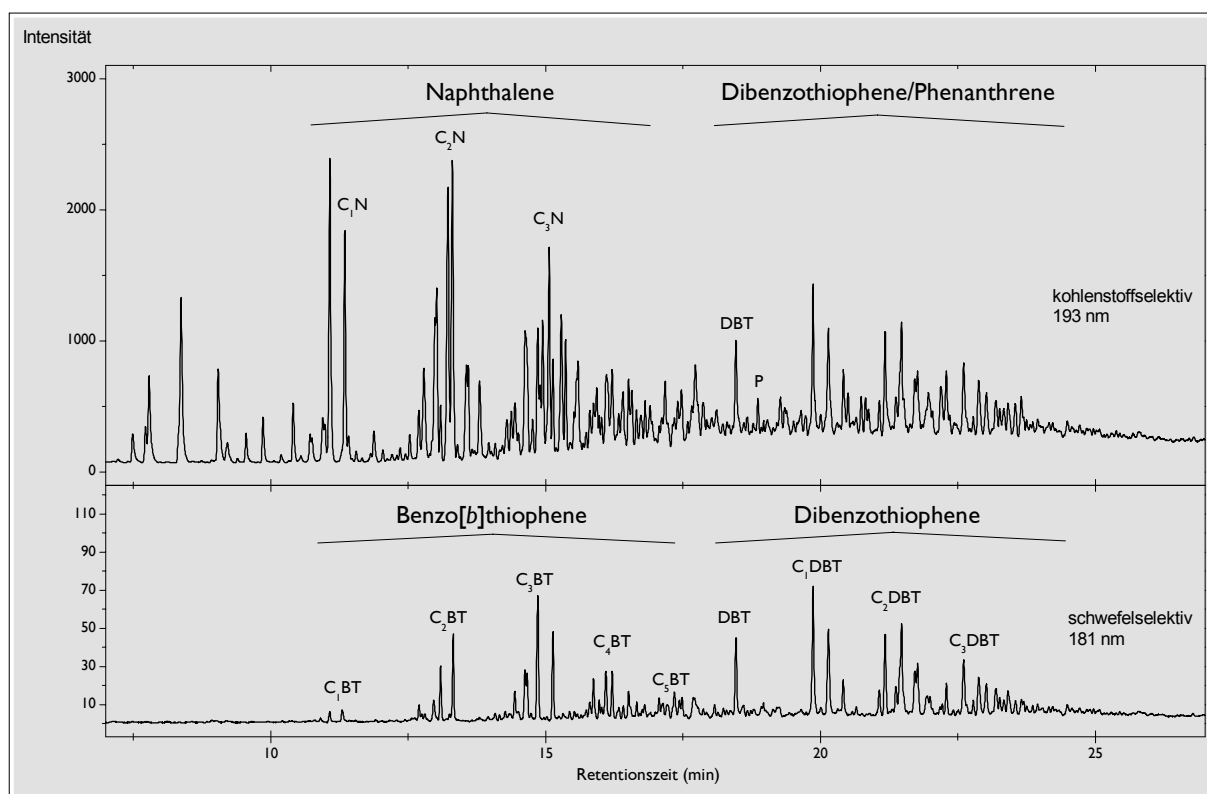 Intensität
3000
Naphthalene
Dibenzothiophene/Phenanthrene
C₂N
C₁N
2000
C₃N
kohlenstoffselektiv
193 nm
DBT
1000
P
0
110
Benzo[b]thiophene
Dibenzothiophene
90
C₁DBT
C₃BT
70
C₂DBT
schwefelselektiv
181 nm
C₂BT
DBT
50
C₄BT
C₃DBT
30
C₁BT
C₅BT
10
10
15
20
25
Retentionszeit (min)